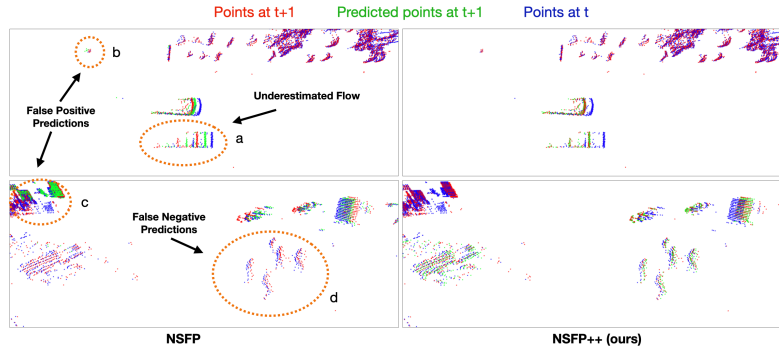 Points at t+1 Predicted points at t+1 Points at t
b
False Positive
Predictions
Underestimated Flow
a
c
False Negative
Predictions
d
NSFP NSFP++ (ours)